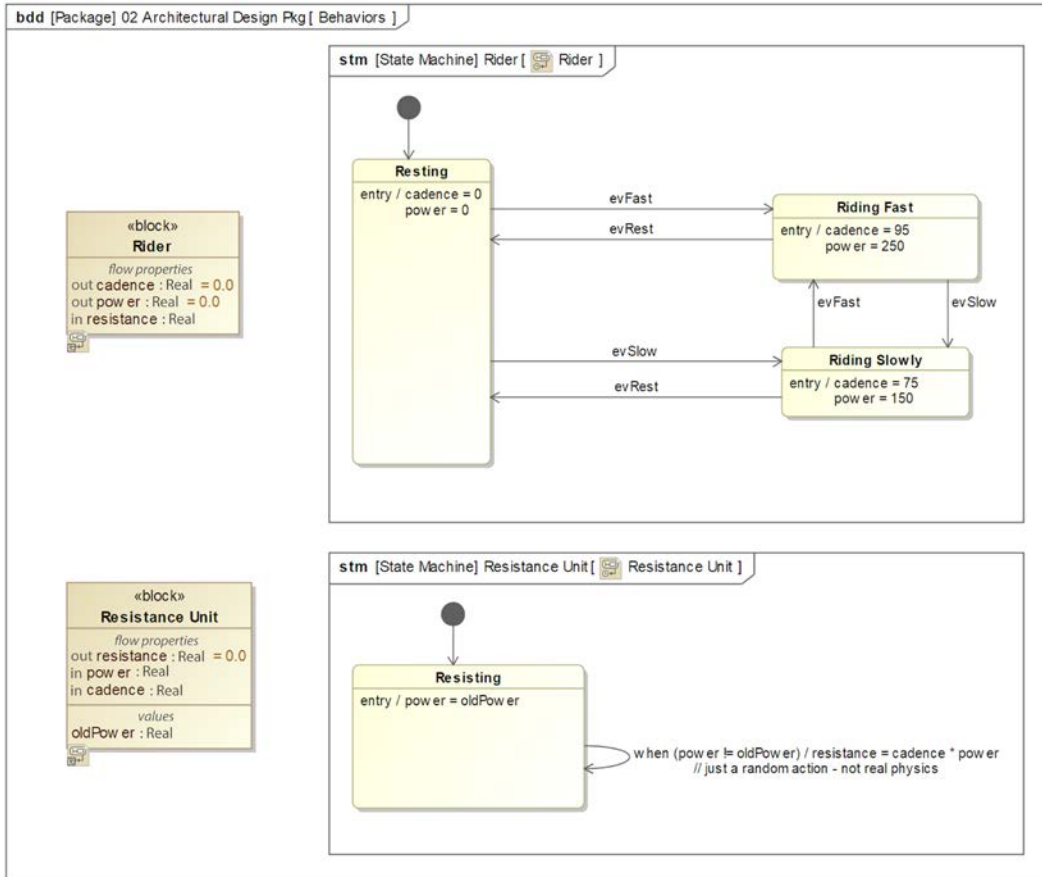 bdd [Package] 02 Architectural Design Pkg [ Behaviors ]
stm [State Machine] Rider [ Rider ]
Resting
entry / cadence = 0
power = 0
evFast
evRest
Riding Fast
entry / cadence = 95
power = 250
evFast
evSlow
evSlow
evRest
Riding Slowly
entry / cadence = 75
power = 150
«block»
Rider
flow properties
out cadence : Real = 0.0
out power : Real = 0.0
in resistance : Real
stm [State Machine] Resistance Unit [ Resistance Unit ]
Resisting
entry / power = oldPower
when (power != oldPower) / resistance = cadence * power
// just a random action - not real physics
«block»
Resistance Unit
flow properties
out resistance : Real = 0.0
in power : Real
in cadence : Real
values
oldPower : Real